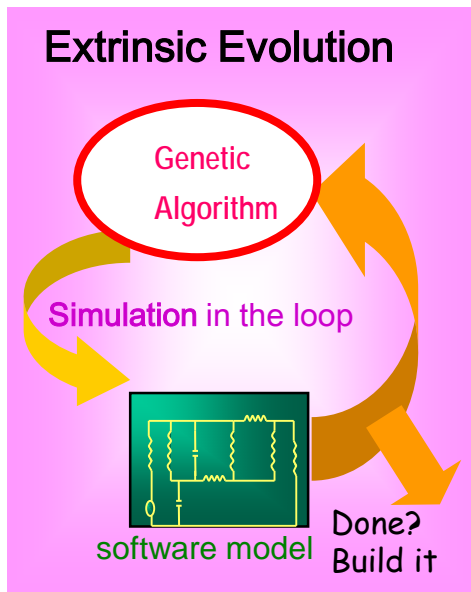 Extrinsic Evolution
Genetic
Algorithm
Simulation in the loop
software model
Done?
Build it